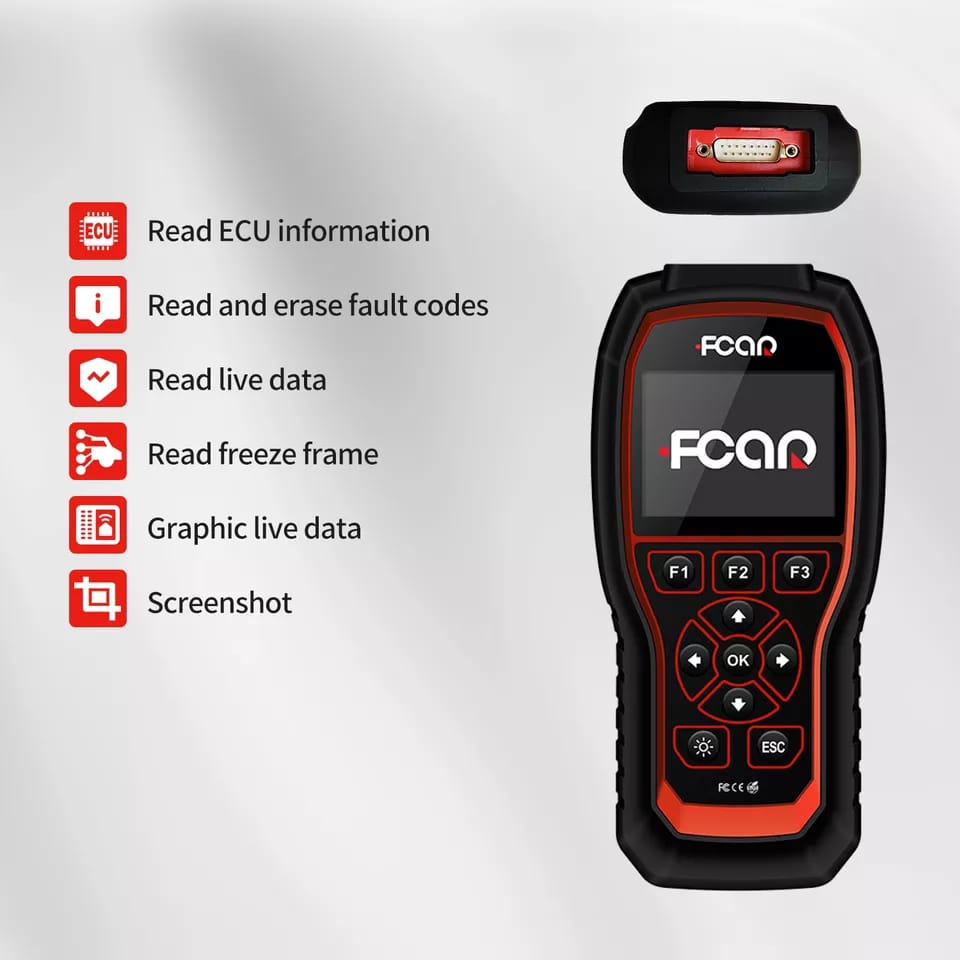 ECU
Read ECU information
Read and erase fault codes
Read live data
Read freeze frame
Graphic live data
Screenshot
FCAR
FCAR
F1 F2 F3
OK
ESC
FC CE